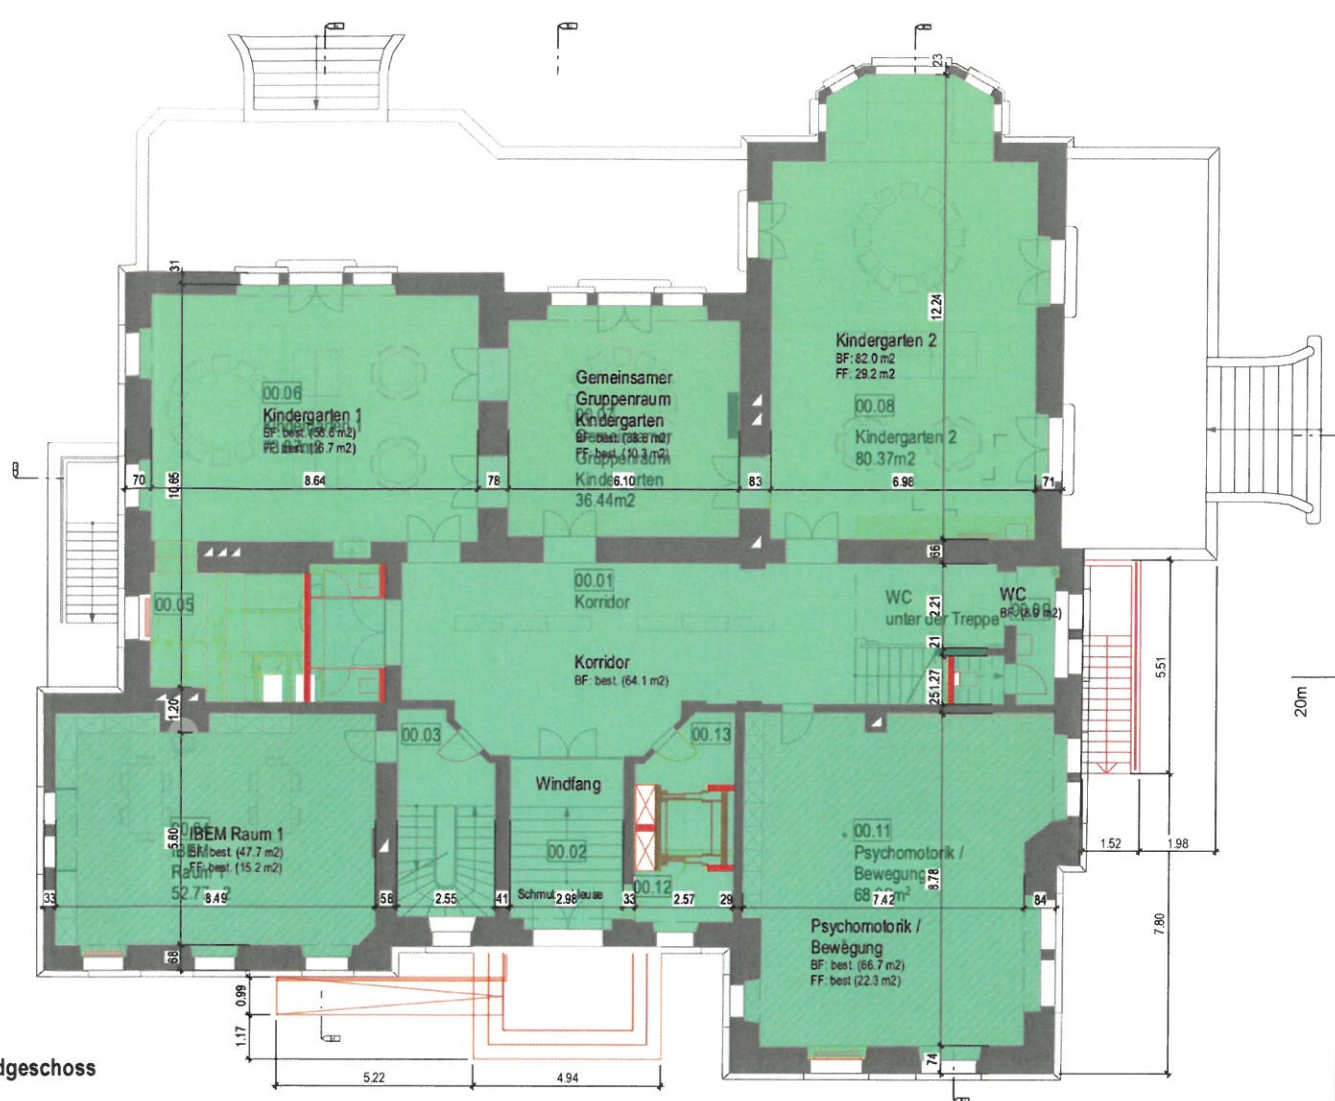 23
31
12.24
Kindergarten 2
BF: 82.0 m2
FF: 29.2 m2
00.08
Kindergarten 2
80.37m2
Gemeinsamer
Gruppenraum
Kindergarten
Gruppenraum
36.44m2
00.06
Kindergarten 1
10.65
70
8.64
78
6.10
83
6.98
71
66
00.01
Korridor
00.05
WC
unter der Treppe
WC
2.21
21
Korridor
BF: best. (64.1 m2)
251.27
5.51
20m
1.20
00.03
00.13
Windfang
00.02
00.12
IBEM Raum 1
BF: best. (47.7 m2)
FF: best. (15.2 m2)
5.60
00.11
Psychomotorik /
Bewegung
8.78
1.52
1.98
33
8.49
58
2.55
41
2.98
33
2.57
29
7.42
84
Psychomotorik /
Bewegung
BF: best. (66.7 m2)
FF: best (22.3 m2)
7.80
68
0.99
1.17
74
dgeschoss
5.22
4.94